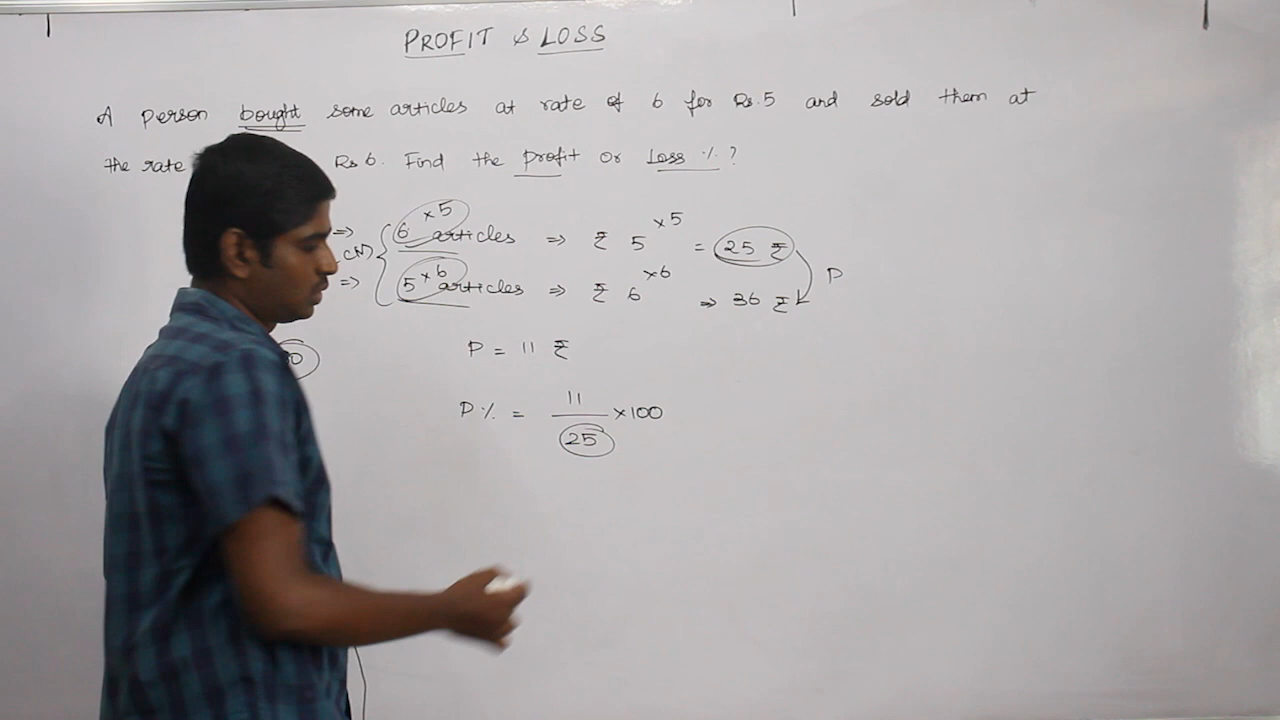 PROFIT & LOSS
A person bought some articles at rate of 6 for Rs.5 and sold them at
the rate Rs 6. Find the profit or Loss %?
⇒ 6 ×5 articles ⇒ ₹ 5 ×5 = 25 ₹
⇒ 5 ×6 articles ⇒ ₹ 6 ×6 ⇒ 36 ₹ P
P = 11 ₹
P% = 11/25 ×100